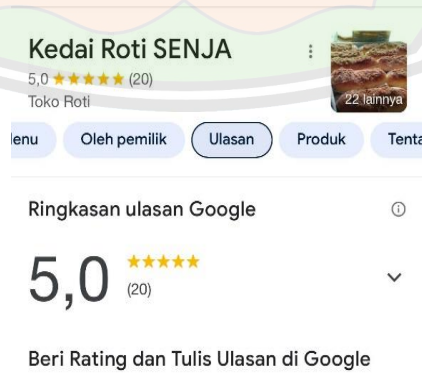 Kedai Roti SENJA
5,0 ★★★★★ (20)
Toko Roti
22 lainnya
lenu Oleh pemilik Ulasan Produk Tenta
Ringkasan ulasan Google
5,0 ★★★★★
(20)
Beri Rating dan Tulis Ulasan di Google